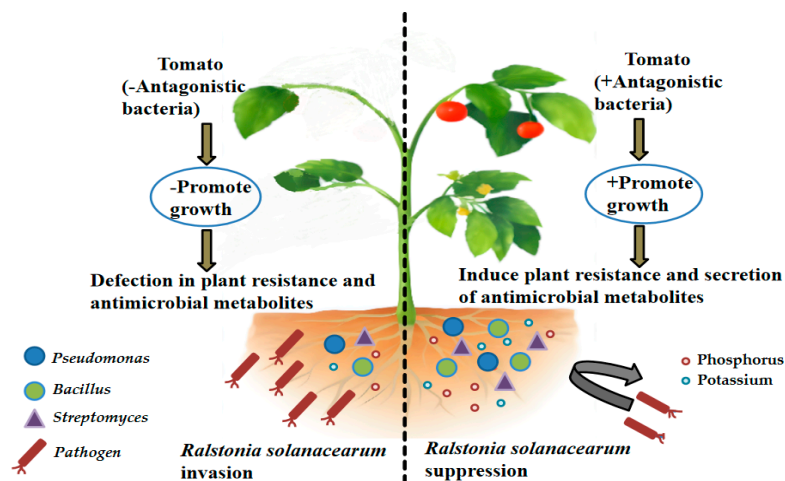 Tomato
(-Antagonistic
bacteria)
-Promote
growth
Defection in plant resistance and
antimicrobial metabolites
Tomato
(+Antagonistic
bacteria)
+Promote
growth
Induce plant resistance and secretion
of antimicrobial metabolites
Pseudomonas
Bacillus
Streptomyces
Pathogen
Phosphorus
Potassium
Ralstonia solanacearum
invasion
Ralstonia solanacearum
suppression